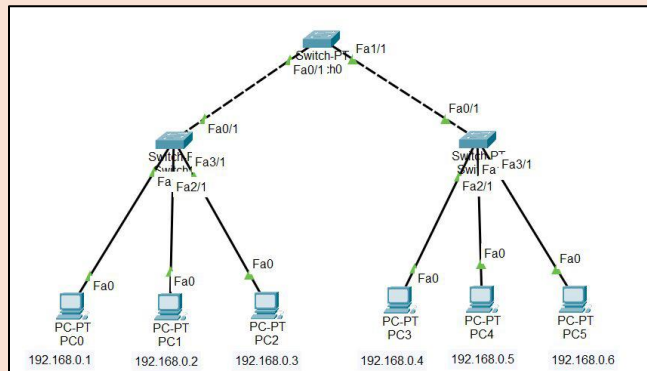 Switch-PT
Fa1/1
Fa0/1
Fa0/1
Fa0/1
Fa3/1
Fa
Fa2/1
Fa3/1
Fa
Fa2/1
Fa0
Fa0
Fa0
Fa0
Fa0
Fa0
PC-PT
PC0
PC-PT
PC1
PC-PT
PC2
PC-PT
PC3
PC-PT
PC4
PC-PT
PC5
192.168.0.1
192.168.0.2
192.168.0.3
192.168.0.4
192.168.0.5
192.168.0.6